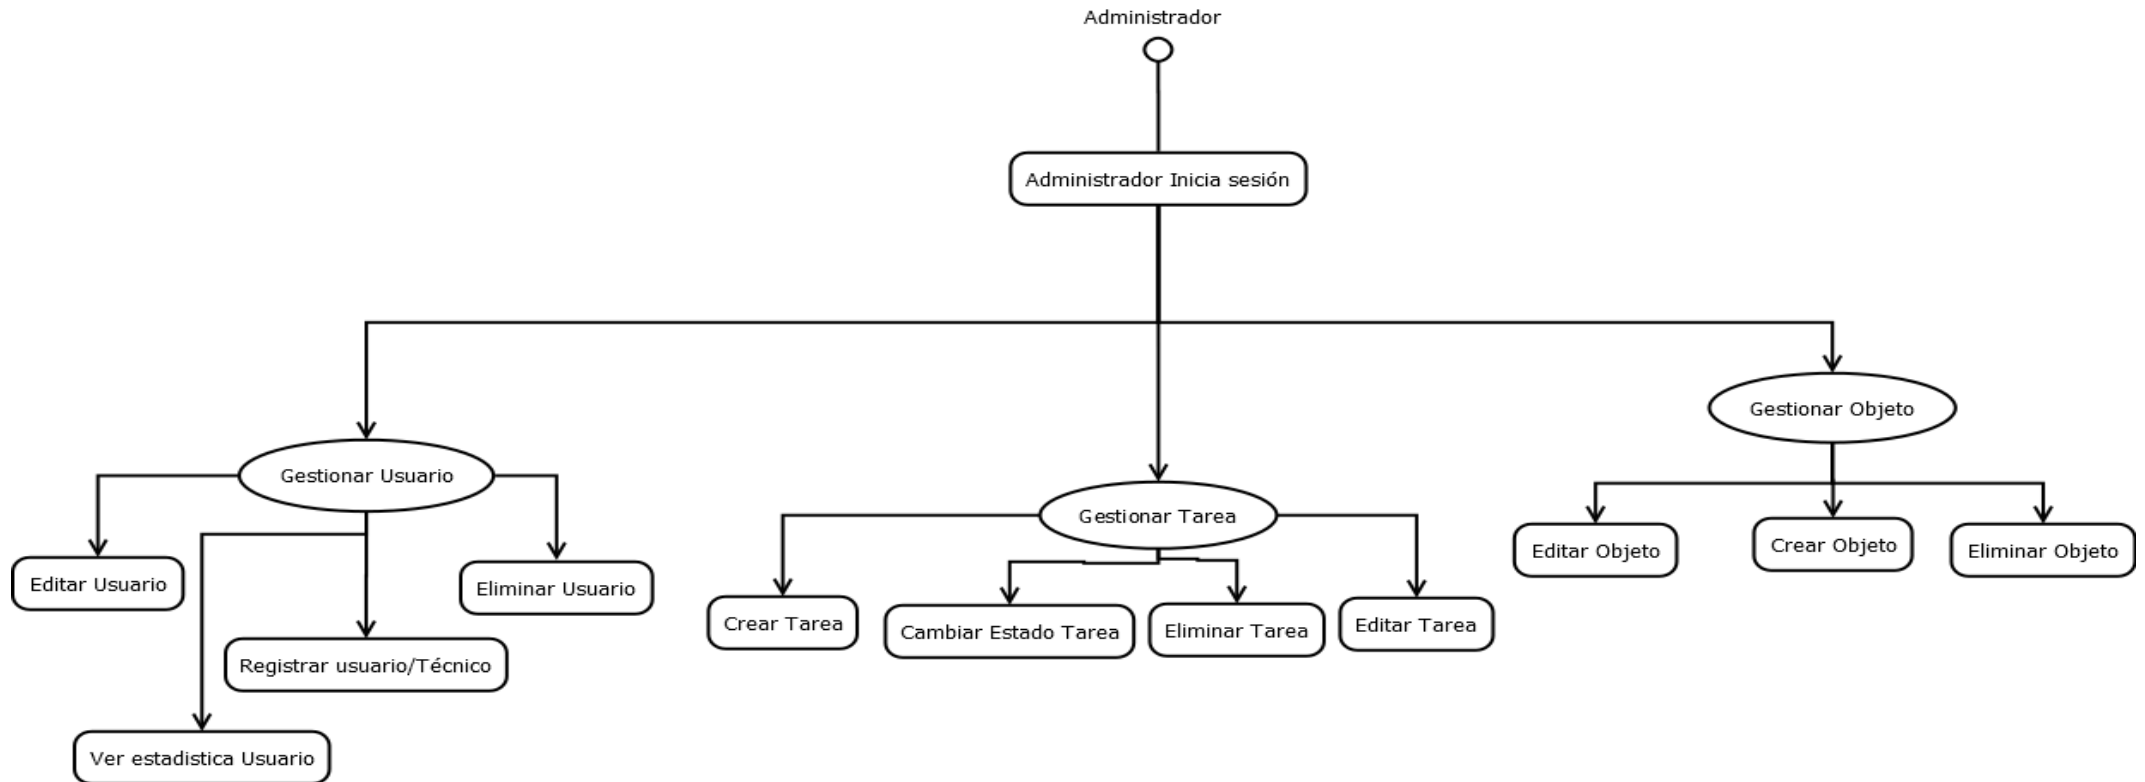 Administrador
Administrador Inicia sesión
Gestionar Objeto
Gestionar Usuario
Gestionar Tarea
Editar Objeto
Crear Objeto
Eliminar Objeto
Editar Usuario
Eliminar Usuario
Crear Tarea
Cambiar Estado Tarea
Eliminar Tarea
Editar Tarea
Registrar usuario/Técnico
Ver estadistica Usuario